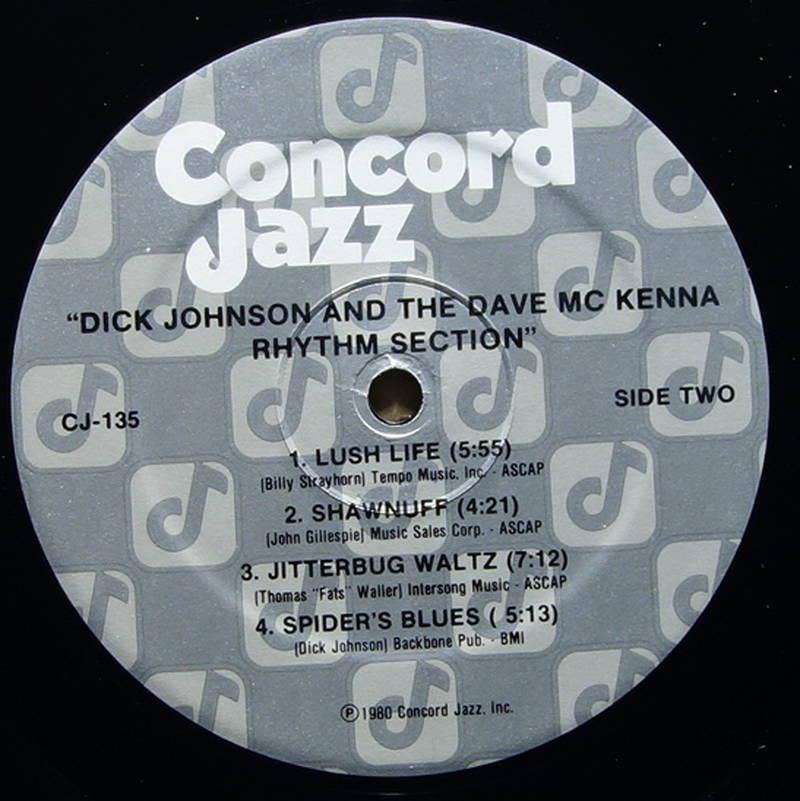 Concord
Jazz
"DICK JOHNSON AND THE DAVE MC KENNA
RHYTHM SECTION"
CJ-135
SIDE TWO
1. LUSH LIFE (5:55)
(Billy Strayhorn) Tempo Music, Inc. - ASCAP
2. SHAWNUFF (4:21)
(John Gillespie) Music Sales Corp. - ASCAP
3. JITTERBUG WALTZ (7:12)
(Thomas "Fats" Waller) Intersong Music - ASCAP
4. SPIDER'S BLUES ( 5:13)
(Dick Johnson) Backbone Pub. - BMI
Ⓟ1980 Concord Jazz, Inc.